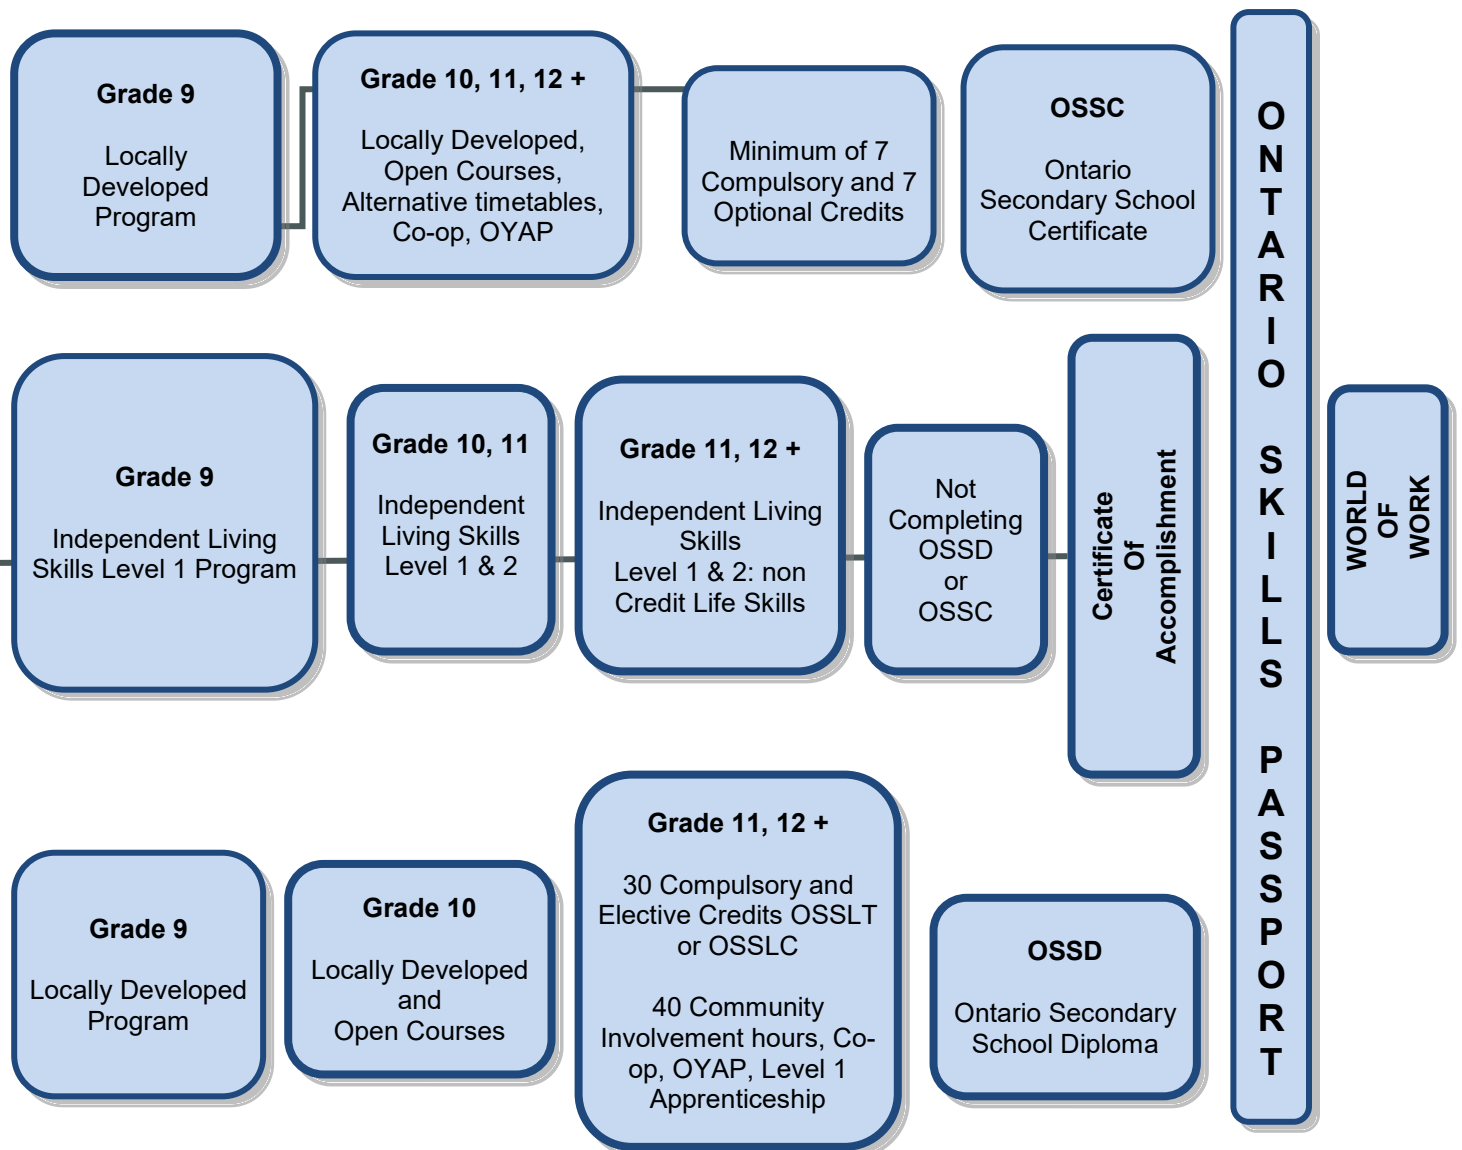 Grade 9
Locally
Developed
Program
Grade 10, 11, 12 +
Locally Developed,
Open Courses,
Alternative timetables,
Co-op, OYAP
Minimum of 7
Compulsory and 7
Optional Credits
OSSC
Ontario
Secondary School
Certificate
Grade 9
Independent Living
Skills Level 1 Program
Grade 10, 11
Independent
Living Skills
Level 1 & 2
Grade 11, 12 +
Independent Living
Skills
Level 1 & 2: non
Credit Life Skills
Not
Completing
OSSD
or
OSSC
Certificate
Of
Accomplishment
Grade 9
Locally Developed
Program
Grade 10
Locally Developed
and
Open Courses
Grade 11, 12 +
30 Compulsory and
Elective Credits OSSLT
or OSSLC
40 Community
Involvement hours, Co-
op, OYAP, Level 1
Apprenticeship
OSSD
Ontario Secondary
School Diploma
ONTARIO SKILLS PASSPORT
WORLD
OF
WORK